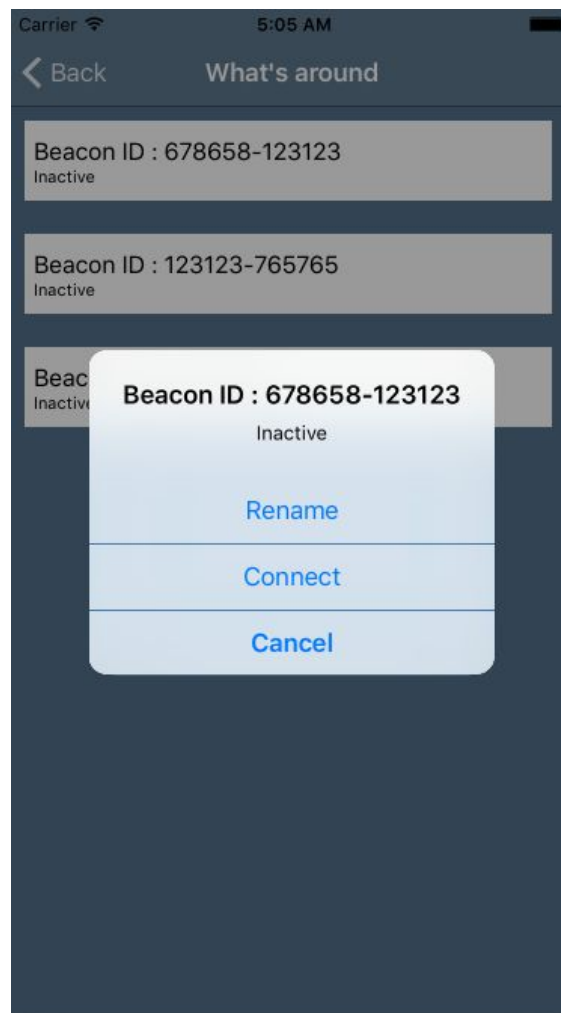 Carrier 5:05 AM
Back What's around
Beacon ID : 678658-123123
Inactive
Beacon ID : 123123-765765
Inactive
Beac
Inactive
Beacon ID : 678658-123123
Inactive
Rename
Connect
Cancel